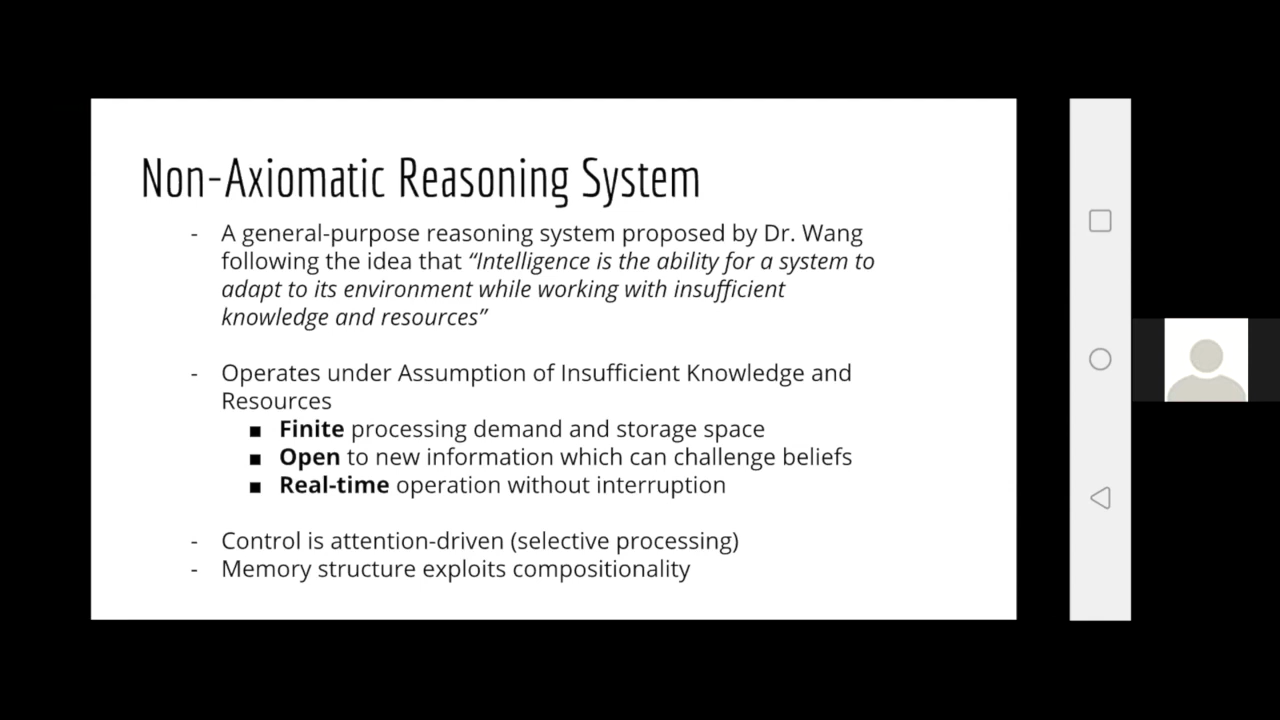 Non-Axiomatic Reasoning System
- A general-purpose reasoning system proposed by Dr. Wang
following the idea that “Intelligence is the ability for a system to
adapt to its environment while working with insufficient
knowledge and resources”
- Operates under Assumption of Insufficient Knowledge and
Resources
■ Finite processing demand and storage space
■ Open to new information which can challenge beliefs
■ Real-time operation without interruption
- Control is attention-driven (selective processing)
- Memory structure exploits compositionality